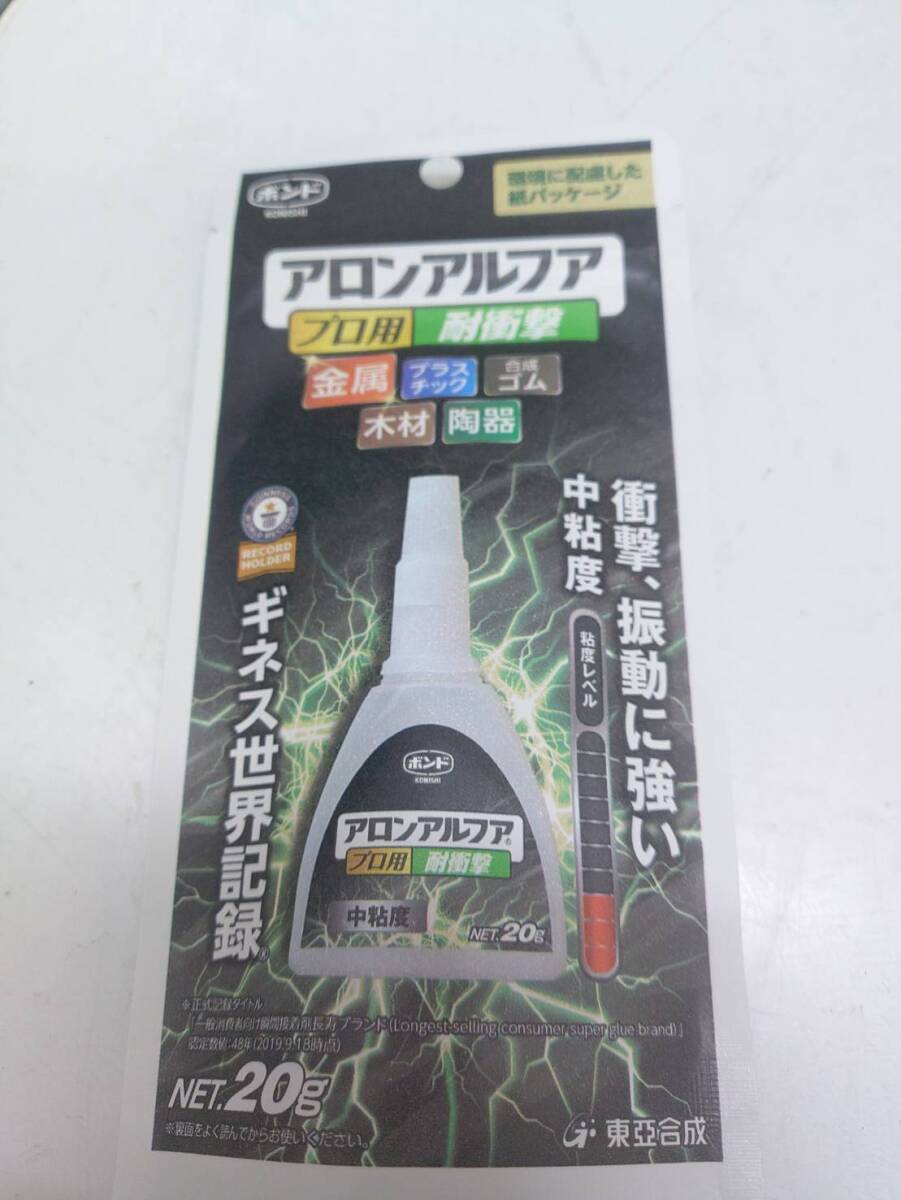 ボンド
KONISHI
環境に配慮した
紙パッケージ
アロンアルフア
プロ用 耐衝撃
金属
プラス
チック
合成
ゴム
木材 陶器
衝撃、振動に強い
中粘度
粘度レベル
GUINNESS WORLD RECORDS
RECORD
HOLDER
ギネス世界記録®
ボンド
KONISHI
アロンアルフア®
プロ用 耐衝撃
中粘度
NET.20g
※正式記録タイトル
「一般消費者向け瞬間接着剤長寿ブランド(Longest-selling consumer super glue brand)」
認定数値:48年(2019.9.18時点)
NET.20g
※裏面をよく読んでからお使いください。
東亞合成